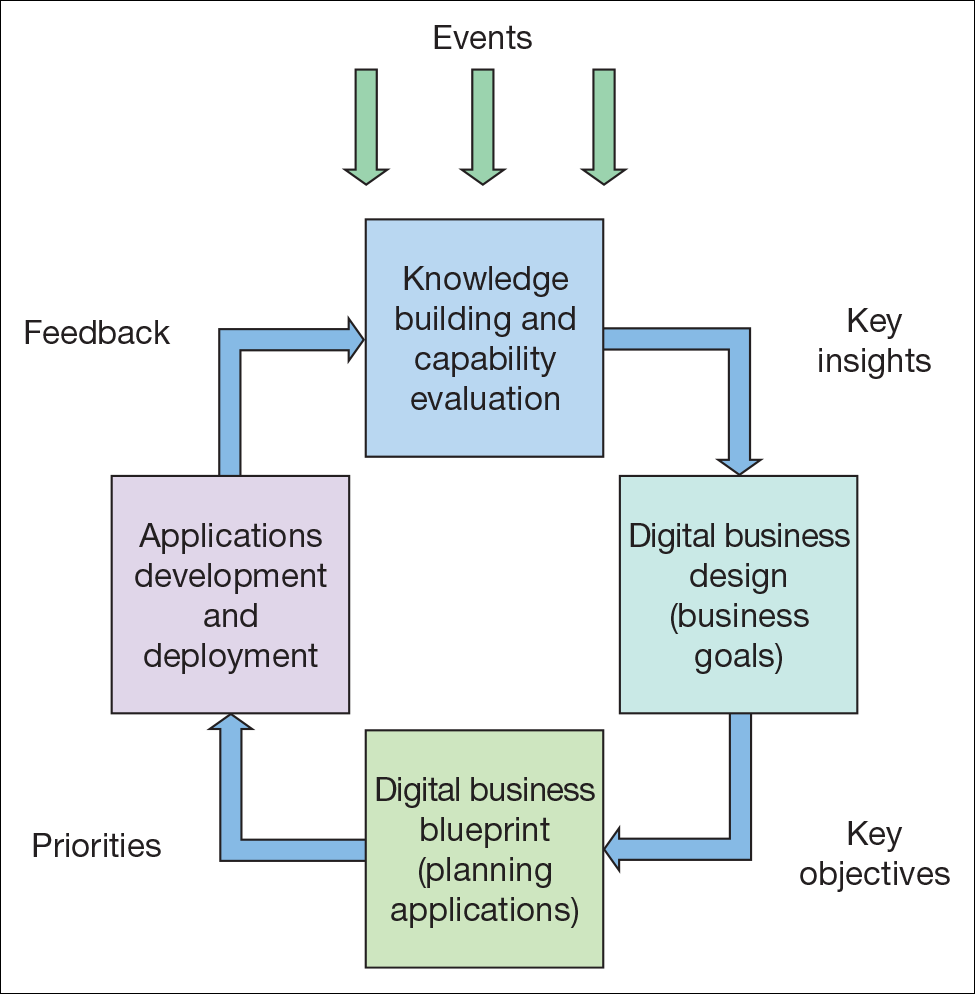 Events
Knowledge
building and
capability
evaluation
Feedback
Key
insights
Applications
development
and
deployment
Digital business
design
(business
goals)
Digital business
blueprint
(planning
applications)
Priorities
Key
objectives